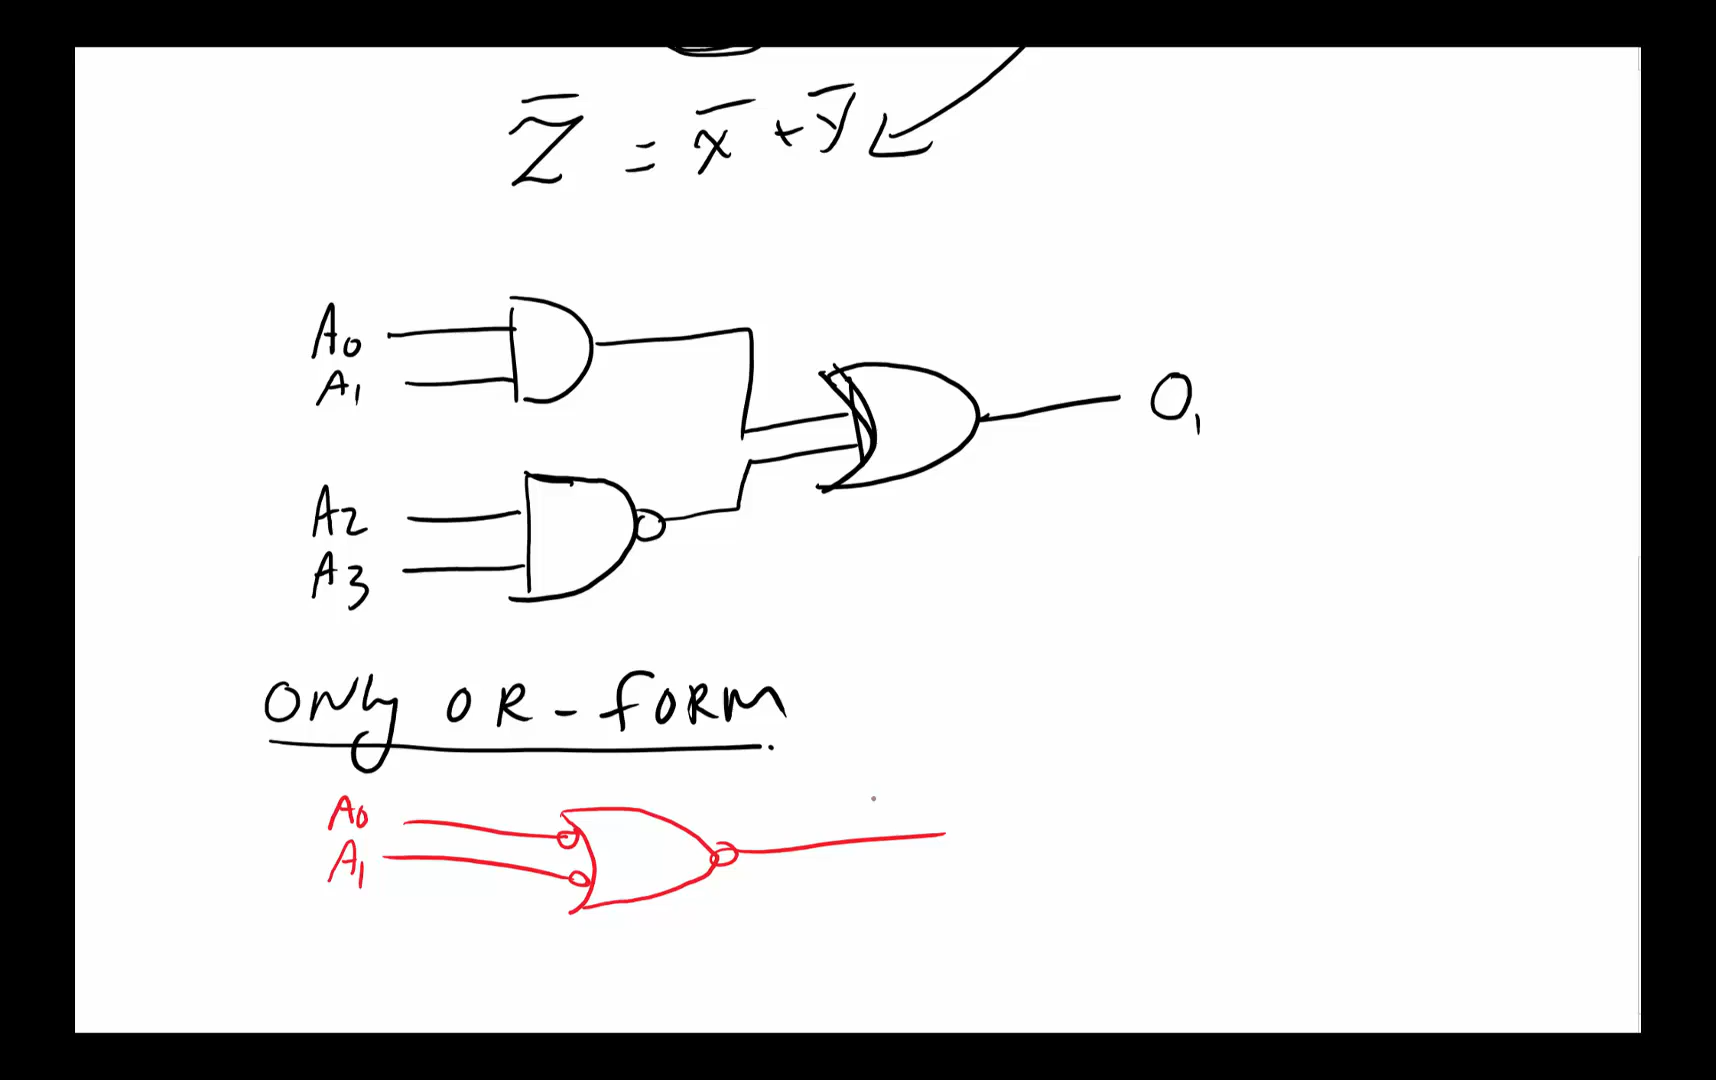 Z̅ = x̅ + y̅
A0
A1
O1
A2
A3
Only OR-FORM.
A0
A1